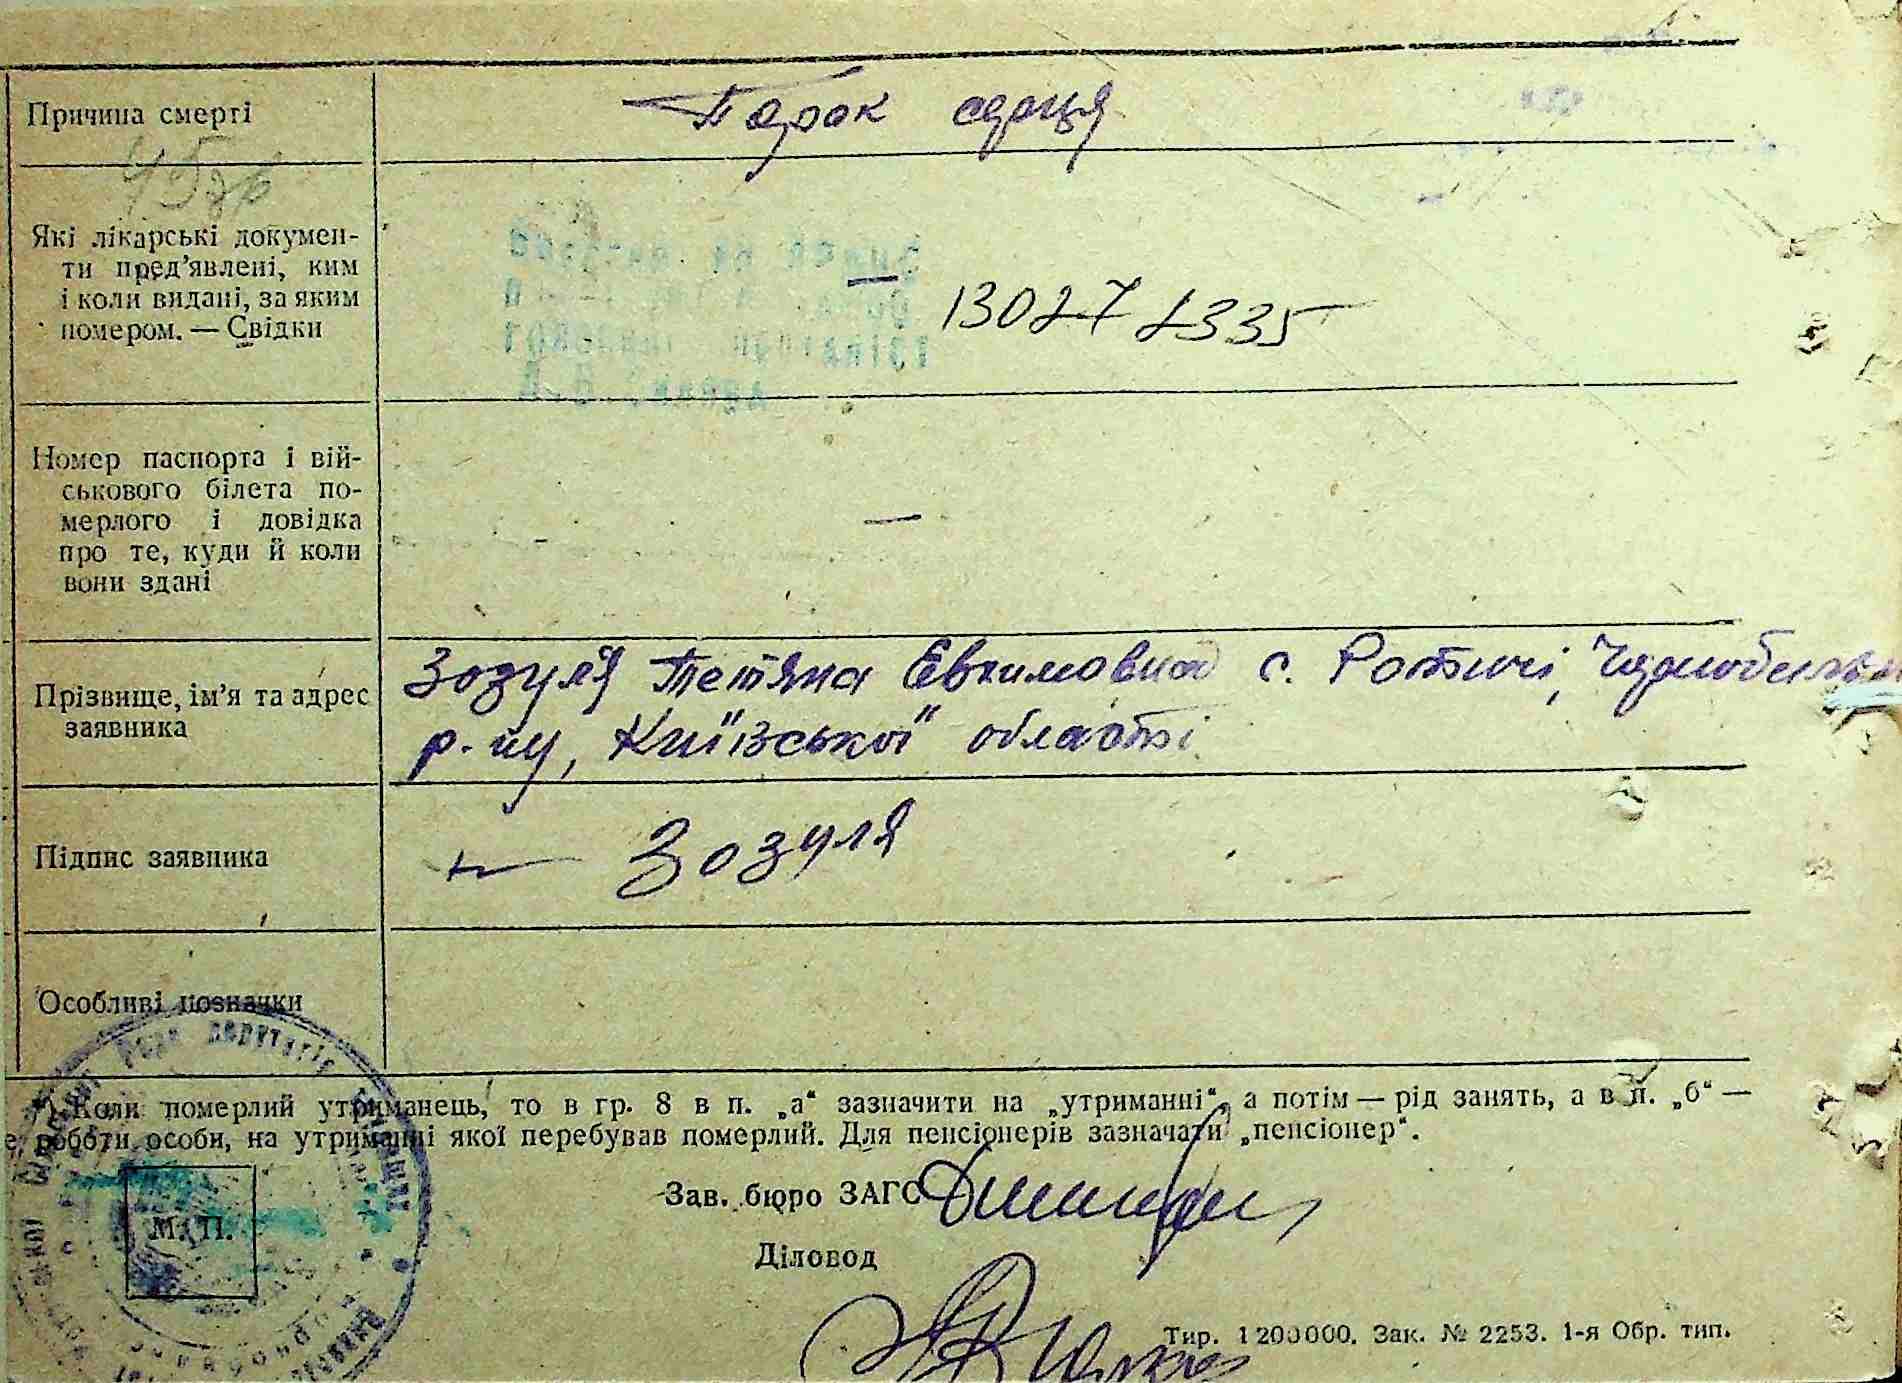 Причина смерті
Порок серця
Які лікарські докумен-
ти пред’явлені, ким
і коли видані, за яким
номером. — Свідки
— 13027 2335
Номер паспорта і вій-
ськового білета по-
мерлого і довідка
про те, куди й коли
вони здані
—
Прізвище, ім’я та адрес
заявника
Зозуля Тетяна Евхимовна с. Ротичі, Чорнобильськ
р-ну, Київської області
Підпис заявника
Зозуля
Особливі позначки
Коли померлий утриманець, то в гр. 8 в п. „а“ зазначити на „утриманні“, а потім — рід занять, а в п. „б“ —
е роботи особи, на утриманні якої перебував померлий. Для пенсіонерів зазначати „пенсіонер“.
М. П.
Зав. бюро ЗАГС
Діловод
Тир. 1200000. Зак. № 2253. 1-я Обр. тип.